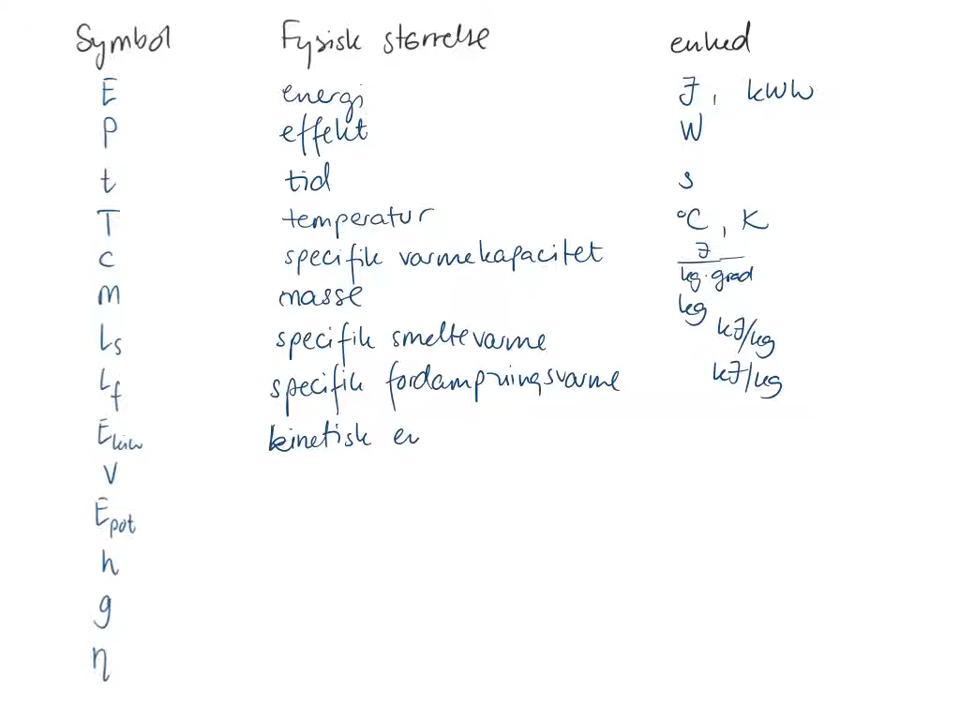 Symbol Fysisk størrelse enhed
E energi J, kWh
P effekt W
t tid s
T temperatur °C, K
c specifik varmekapacitet J/kg·grad
m masse kg
Ls specifik smeltevarme kJ/kg
Lf specifik fordampningsvarme kJ/kg
Ekin kinetisk en
v
Epot
h
g
η